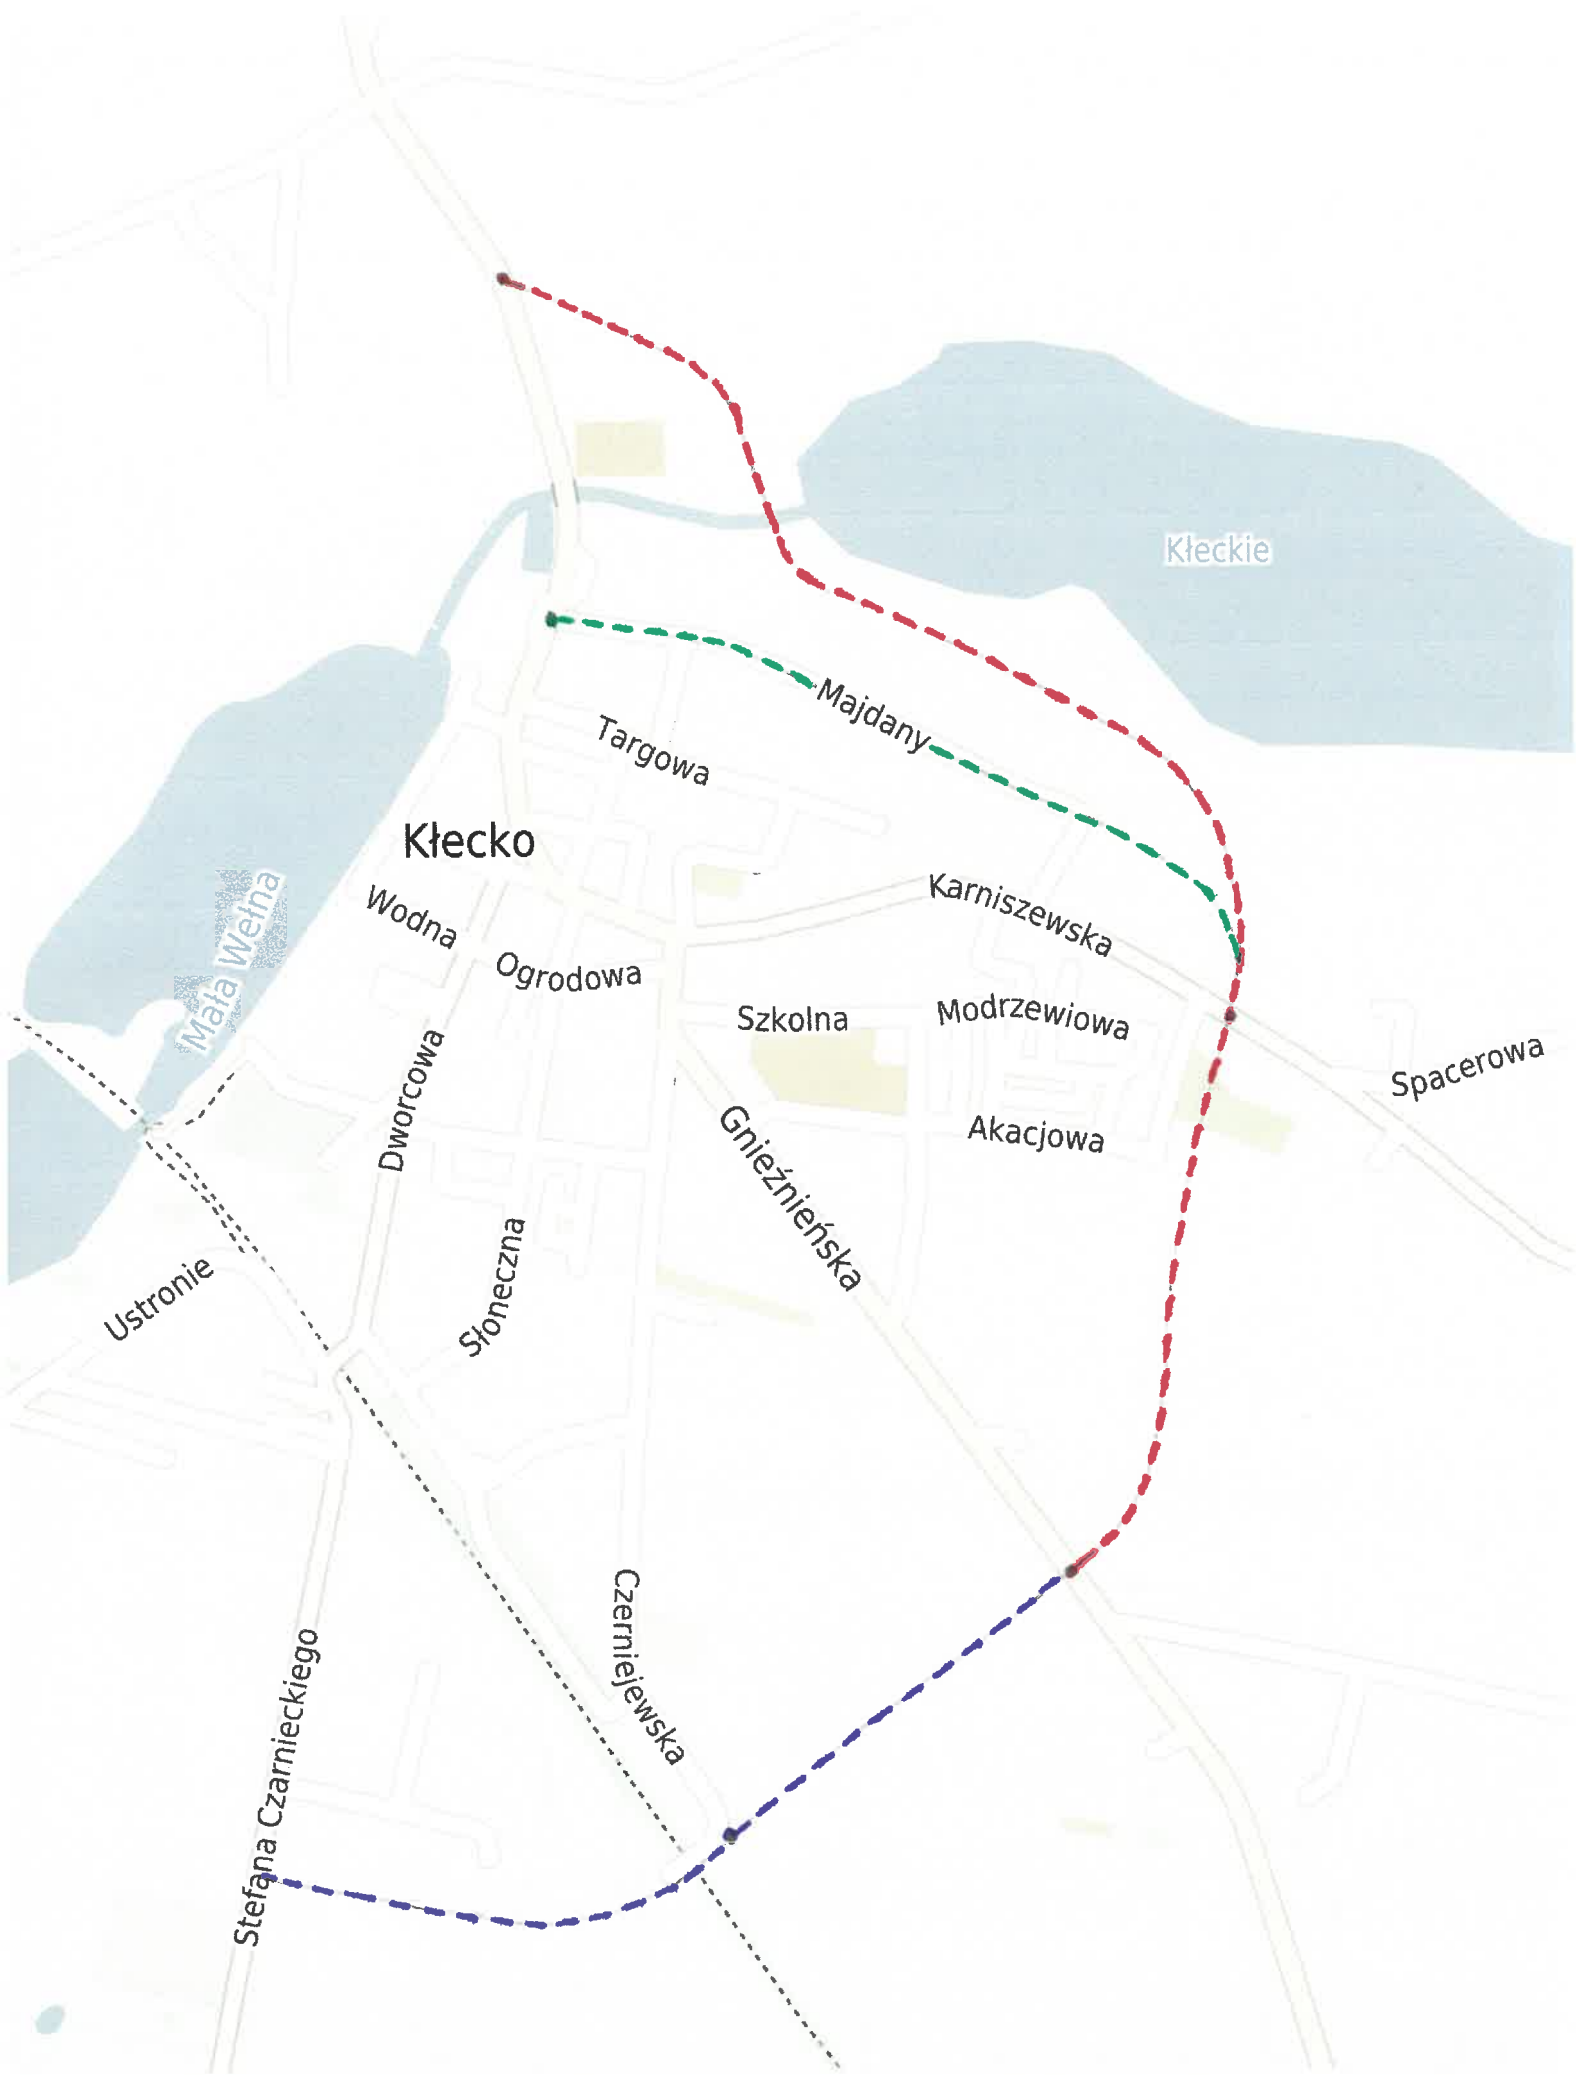 Kłeckie
Majdany
Targowa
Kłecko
Karniszewska
Wodna
Mała Wełna
Ogrodowa
Szkolna
Modrzewiowa
Spacerowa
Dworcowa
Akacjowa
Gnieźnieńska
Słoneczna
Ustronie
Czerniejewska
Stefana Czarnieckiego